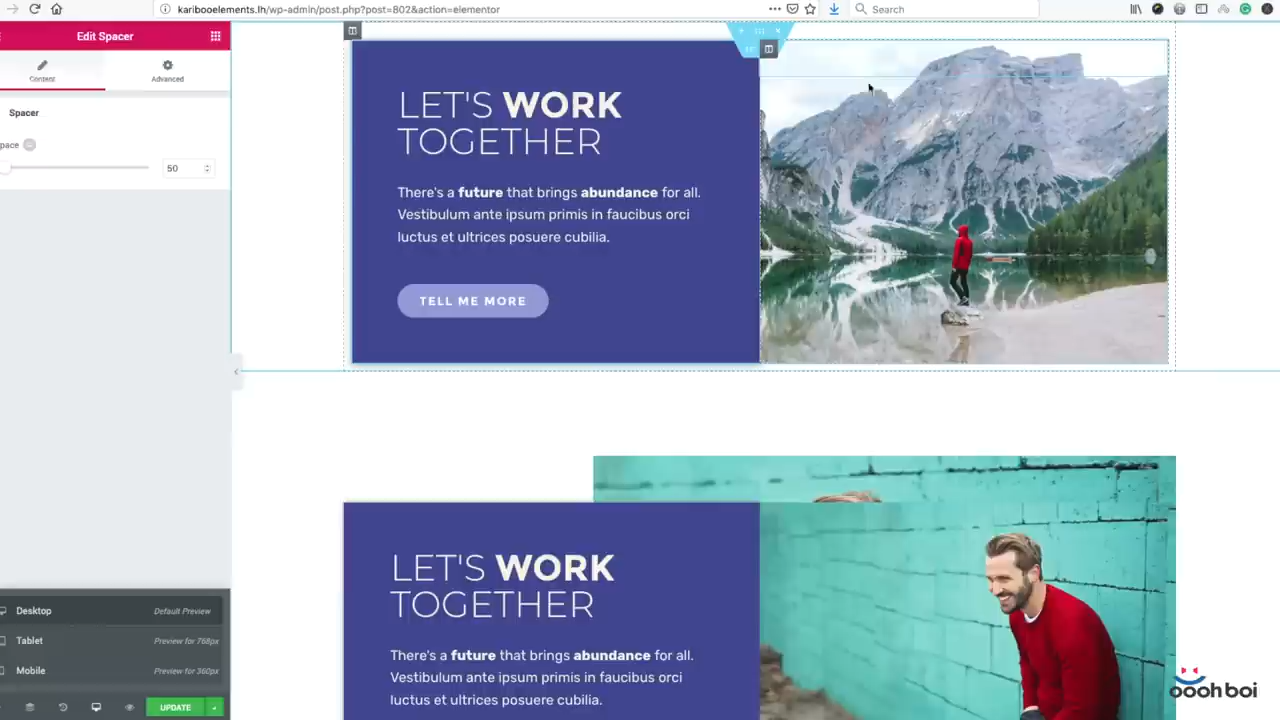 karibooelements.lh/wp-admin/post.php?post=802&action=elementor
Search
Edit Spacer
Content
Advanced
Spacer
pace
50
LET'S WORK
TOGETHER
There's a future that brings abundance for all.
Vestibulum ante ipsum primis in faucibus orci
luctus et ultrices posuere cubilia.
TELL ME MORE
LET'S WORK
TOGETHER
There's a future that brings abundance for all.
Vestibulum ante ipsum primis in faucibus orci
luctus et ultrices posuere cubilia.
Desktop
Default Preview
Tablet
Preview for 768px
Mobile
Preview for 360px
UPDATE
ooohboi